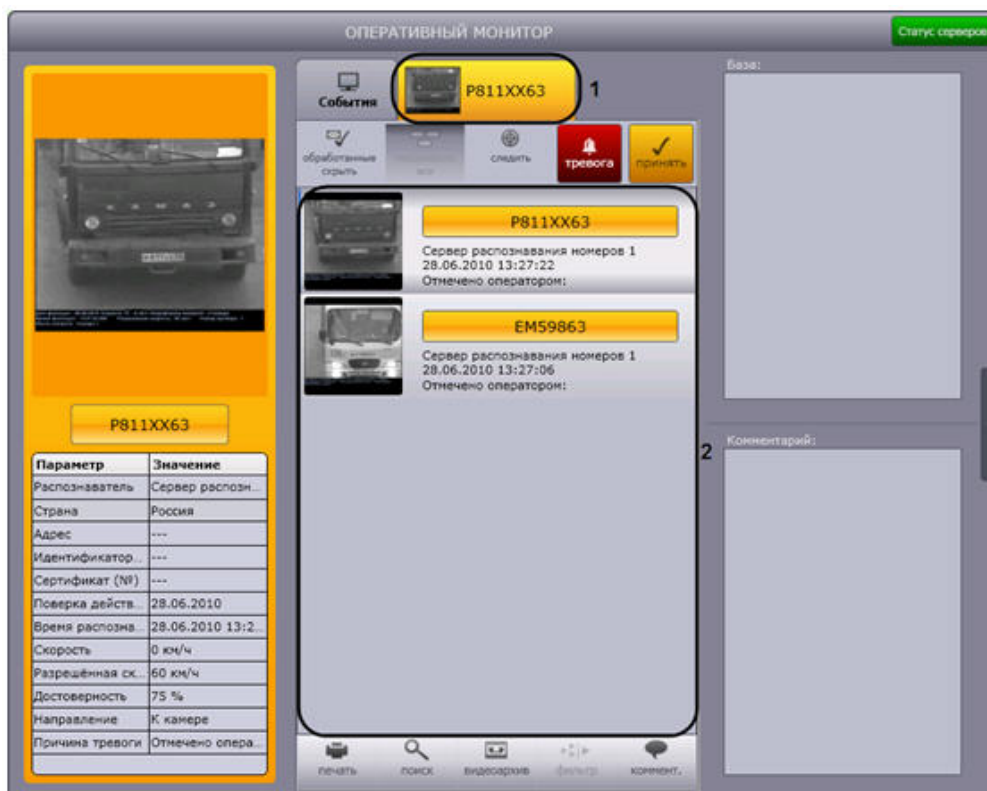 ОПЕРАТИВНЫЙ МОНИТОР
Статус серверов
P811XX63
Параметр Значение
Распознаватель Сервер распозн...
Страна Россия
Адрес ---
Идентификатор... ---
Сертификат (№) ---
Поверка действ... 28.06.2010
Время распозна... 28.06.2010 13:2...
Скорость 0 км/ч
Разрешённая ск... 60 км/ч
Достоверность 75 %
Направление К камере
Причина тревоги Отмечено опера...
События
P811XX63
1
обработанные
скрыть
все
следить
тревога
принять
P811XX63
Сервер распознавания номеров 1
28.06.2010 13:27:22
Отмечено оператором:
EM59863
Сервер распознавания номеров 1
28.06.2010 13:27:06
Отмечено оператором:
2
печать
поиск
видеоархив
фильтр
коммент.
База:
Комментарий: